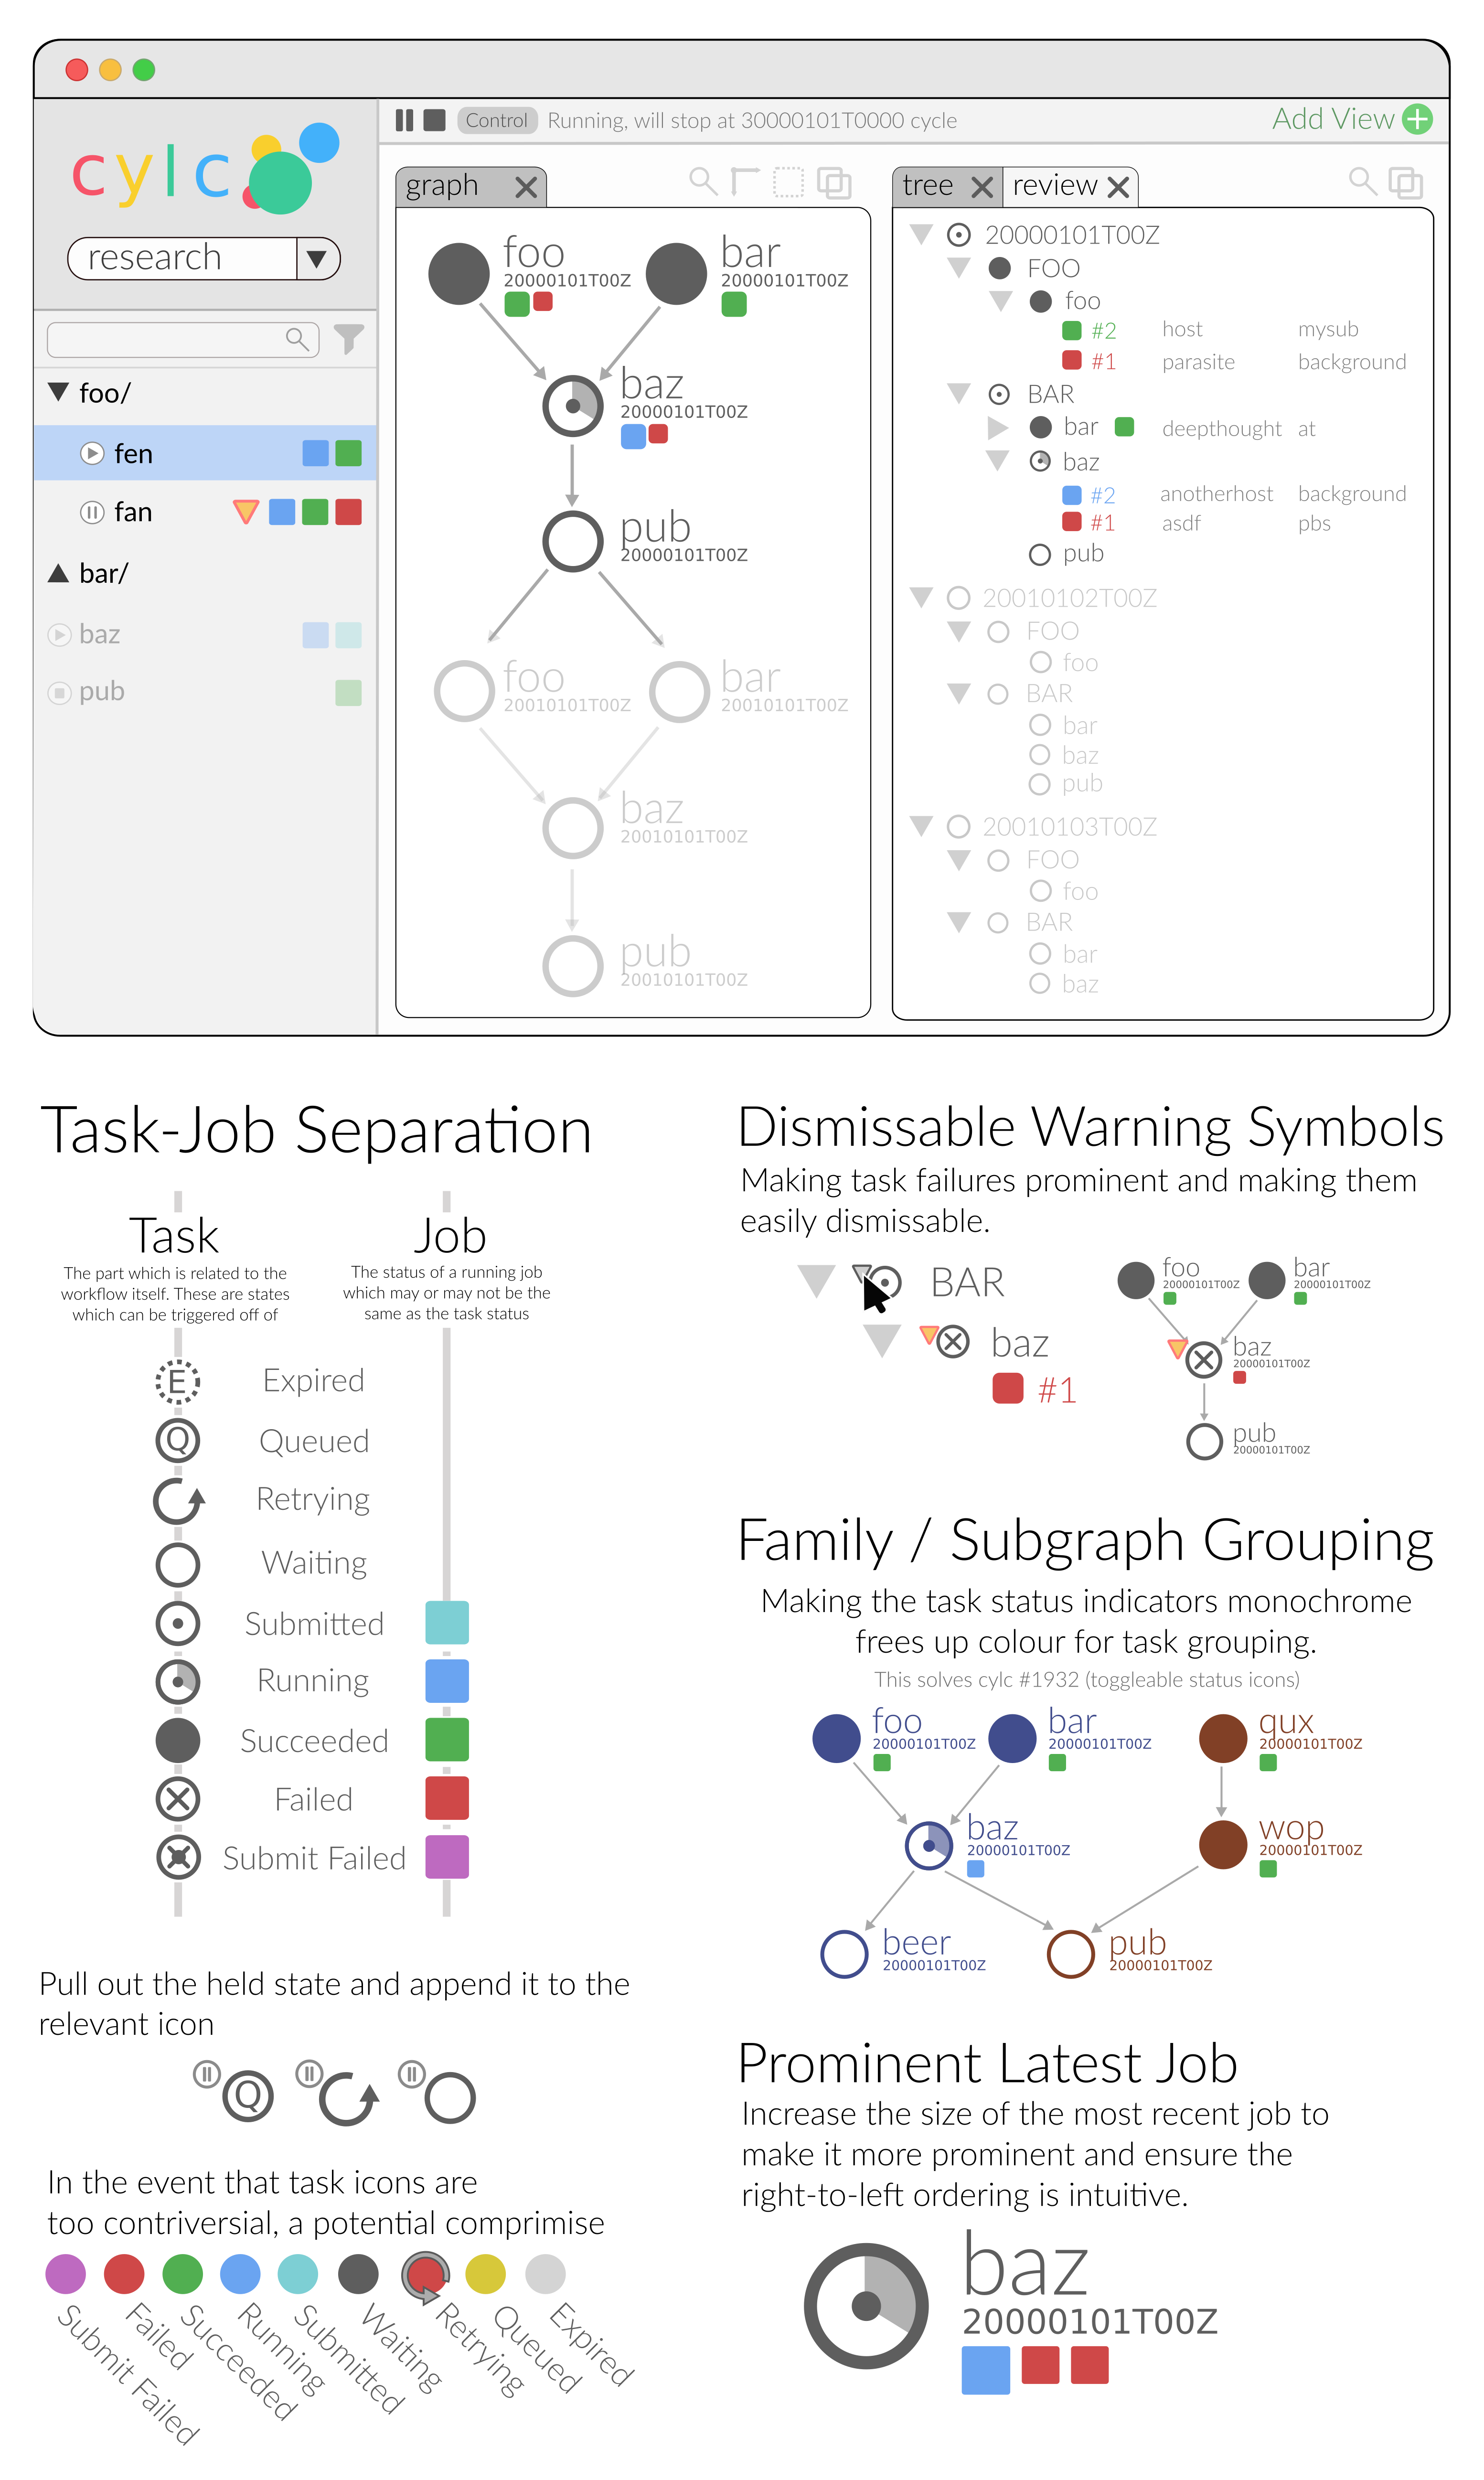 cylc
research
foo/
fen
fan
bar/
baz
pub
Control Running, will stop at 30000101T0000 cycle
Add View
graph
foo
20000101T00Z
bar
20000101T00Z
baz
20000101T00Z
pub
20000101T00Z
foo
20010101T00Z
bar
20010101T00Z
baz
20010101T00Z
pub
20010101T00Z
tree review
20000101T00Z
FOO
foo
#2 host mysub
#1 parasite background
BAR
bar deepthought at
baz
#2 anotherhost background
#1 asdf pbs
pub
20010102T00Z
FOO
foo
BAR
bar
baz
pub
20010103T00Z
FOO
foo
BAR
bar
baz
Task-Job Separation
Task
The part which is related to the
workflow itself. These are states
which can be triggered off of
Job
The status of a running job
which may or may not be the
same as the task status
E Expired
Q Queued
Retrying
Waiting
Submitted
Running
Succeeded
Failed
Submit Failed
Pull out the held state and append it to the
relevant icon
Q
In the event that task icons are
too contriversial, a potential comprimise
Submit Failed
Failed
Succeeded
Running
Submitted
Waiting
Retrying
Queued
Expired
Dismissable Warning Symbols
Making task failures prominent and making them
easily dismissable.
BAR
baz
#1
foo
20000101T00Z
bar
20000101T00Z
baz
20000101T00Z
pub
20000101T00Z
Family / Subgraph Grouping
Making the task status indicators monochrome
frees up colour for task grouping.
This solves cylc #1932 (toggleable status icons)
foo
20000101T00Z
bar
20000101T00Z
qux
20000101T00Z
baz
20000101T00Z
wop
20000101T00Z
beer
20000101T00Z
pub
20000101T00Z
Prominent Latest Job
Increase the size of the most recent job to
make it more prominent and ensure the
right-to-left ordering is intuitive.
baz
20000101T00Z